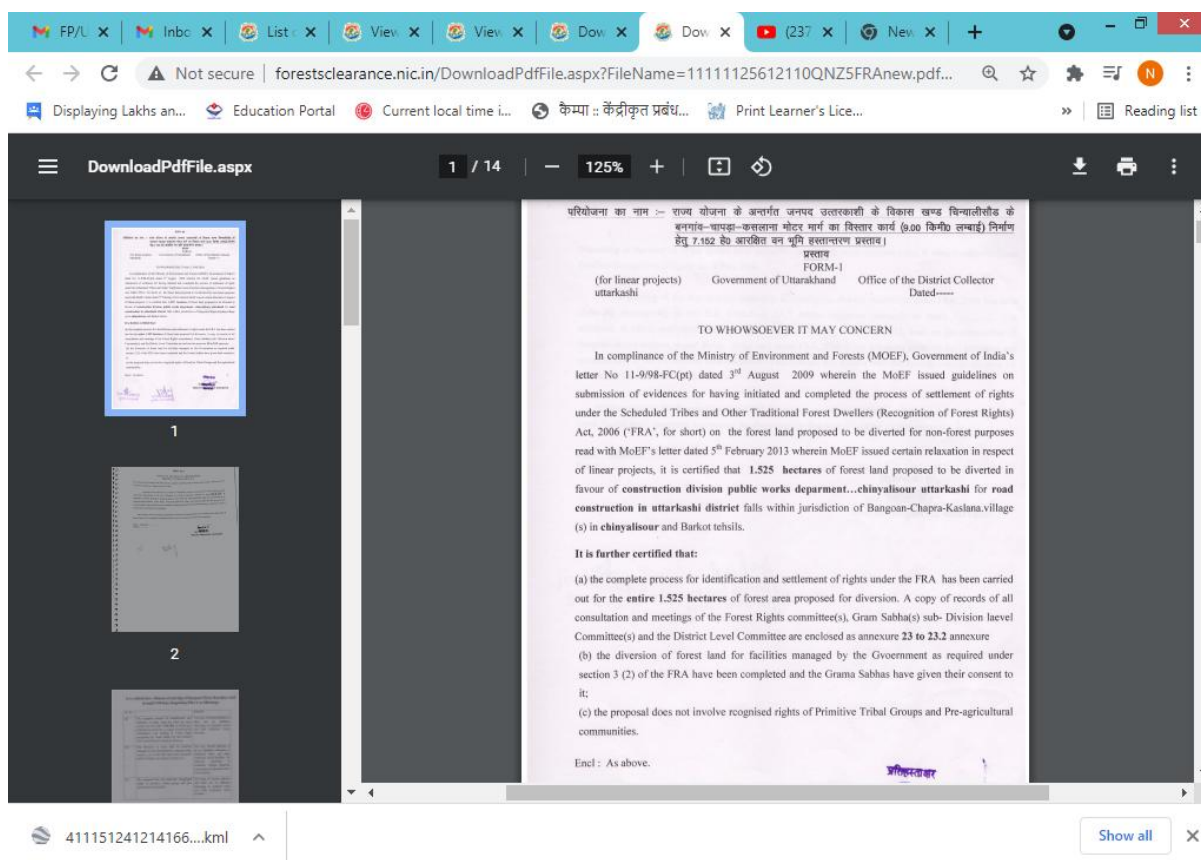 FP/U
Inbo
List o
View
View
Dow
Dow
(237
New
Not secure | forestsclearance.nic.in/DownloadPdfFile.aspx?FileName=11111125612110QNZ5FRAnew.pdf...
N
Displaying Lakhs an...
Education Portal
Current local time i...
कैम्पा :: केंद्रीकृत प्रबंध...
Print Learner's Lice...
»
Reading list
DownloadPdfFile.aspx
1 / 14
125%
1
2
परियोजना का नाम :- राज्य योजना के अन्तर्गत जनपद उत्तरकाशी के विकास खण्ड चिन्यालीसौड के
बनगांव-चापड़ा-कसलाना मोटर मार्ग का विस्तार कार्य (9.00 किमी0 लम्बाई) निर्माण
हेतु 7.152 हे0 आरक्षित वन भूमि हस्तान्तरण प्रस्ताव।
प्रस्ताव
FORM-1
(for linear projects) Government of Uttarakhand Office of the District Collector
uttarkashi Dated-----
TO WHOWSOEVER IT MAY CONCERN
In complinance of the Ministry of Environment and Forests (MOEF), Government of India's
letter No 11-9/98-FC(pt) dated 3rd August 2009 wherein the MoEF issued guidelines on
submission of evidences for having initiated and completed the process of settlement of rights
under the Scheduled Tribes and Other Traditional Forest Dwellers (Recognition of Forest Rights)
Act, 2006 ('FRA', for short) on the forest land proposed to be diverted for non-forest purposes
read with MoEF's letter dated 5th February 2013 wherein MoEF issued certain relaxation in respect
of linear projects, it is certified that 1.525 hectares of forest land proposed to be diverted in
favour of construction division public works deparment...chinyalisour uttarkashi for road
construction in uttarkashi district falls within jurisdiction of Bangoan-Chapra-Kaslana.village
(s) in chinyalisour and Barkot tehsils.
It is further certified that:
(a) the complete process for identification and settlement of rights under the FRA has been carried
out for the entire 1.525 hectares of forest area proposed for diversion. A copy of records of all
consultation and meetings of the Forest Rights committee(s), Gram Sabha(s) sub- Division laevel
Committee(s) and the District Level Committee are enclosed as annexure 23 to 23.2 annexure
(b) the diversion of forest land for facilities managed by the Gvoernment as required under
section 3 (2) of the FRA have been completed and the Grama Sabhas have given their consent to
it;
(c) the proposal does not involve rcognised rights of Primitive Tribal Groups and Pre-agricultural
communities.
Encl : As above.
प्रतिहस्ताक्षर
411151241214166....kml
Show all